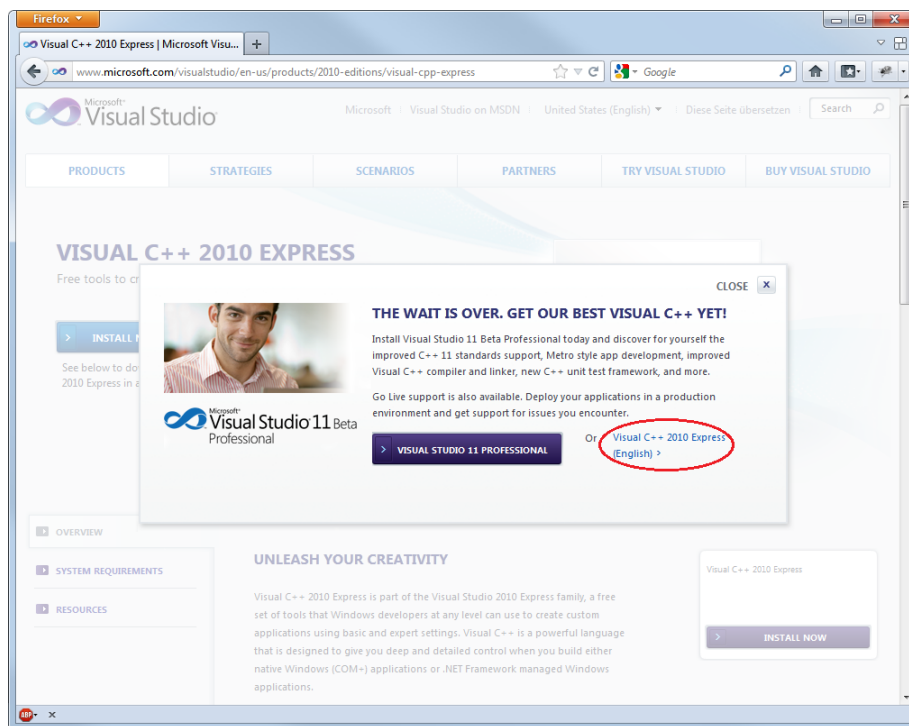 Firefox
Visual C++ 2010 Express | Microsoft Visu...
www.microsoft.com/visualstudio/en-us/products/2010-editions/visual-cpp-express
Google
Microsoft
Visual Studio
Microsoft Visual Studio on MSDN United States (English) Diese Seite übersetzen Search
PRODUCTS STRATEGIES SCENARIOS PARTNERS TRY VISUAL STUDIO BUY VISUAL STUDIO
VISUAL C++ 2010 EXPRESS
Free tools to cr
INSTALL
See below to do
2010 Express in a
CLOSE X
THE WAIT IS OVER. GET OUR BEST VISUAL C++ YET!
Install Visual Studio 11 Beta Professional today and discover for yourself the
improved C++ 11 standards support, Metro style app development, improved
Visual C++ compiler and linker, new C++ unit test framework, and more.
Go Live support is also available. Deploy your applications in a production
environment and get support for issues you encounter.
Microsoft
Visual Studio 11 Beta
Professional
VISUAL STUDIO 11 PROFESSIONAL
Or Visual C++ 2010 Express
(English) >
OVERVIEW
SYSTEM REQUIREMENTS
RESOURCES
UNLEASH YOUR CREATIVITY
Visual C++ 2010 Express is part of the Visual Studio 2010 Express family, a free
set of tools that Windows developers at any level can use to create custom
applications using basic and expert settings. Visual C++ is a powerful language
that is designed to give you deep and detailed control when you build either
native Windows (COM+) applications or .NET Framework managed Windows
applications.
Visual C++ 2010 Express
INSTALL NOW
ABP